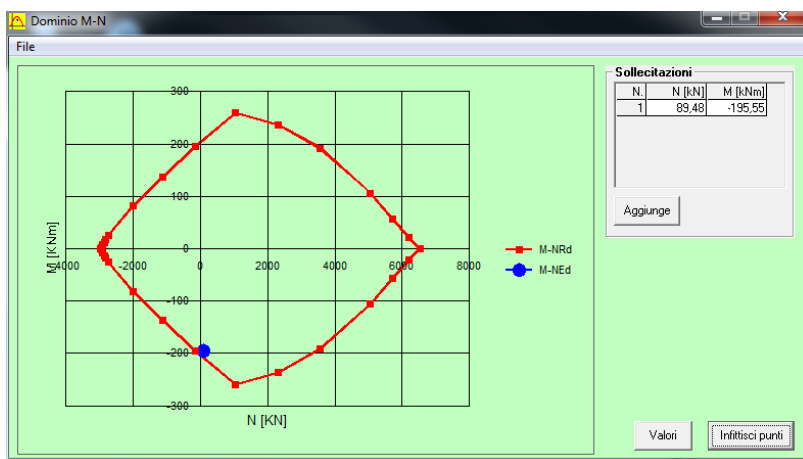 Dominio M-N
File
Sollecitazioni
N. N [kN] M [kNm]
1 89,48 -195,55
Aggiunge
300
200
100
0
-100
-200
-300
-4000 -2000 0 2000 4000 6000 8000
M [KNm]
N [KN]
M-NRd
M-NEd
Valori
Infittisci punti